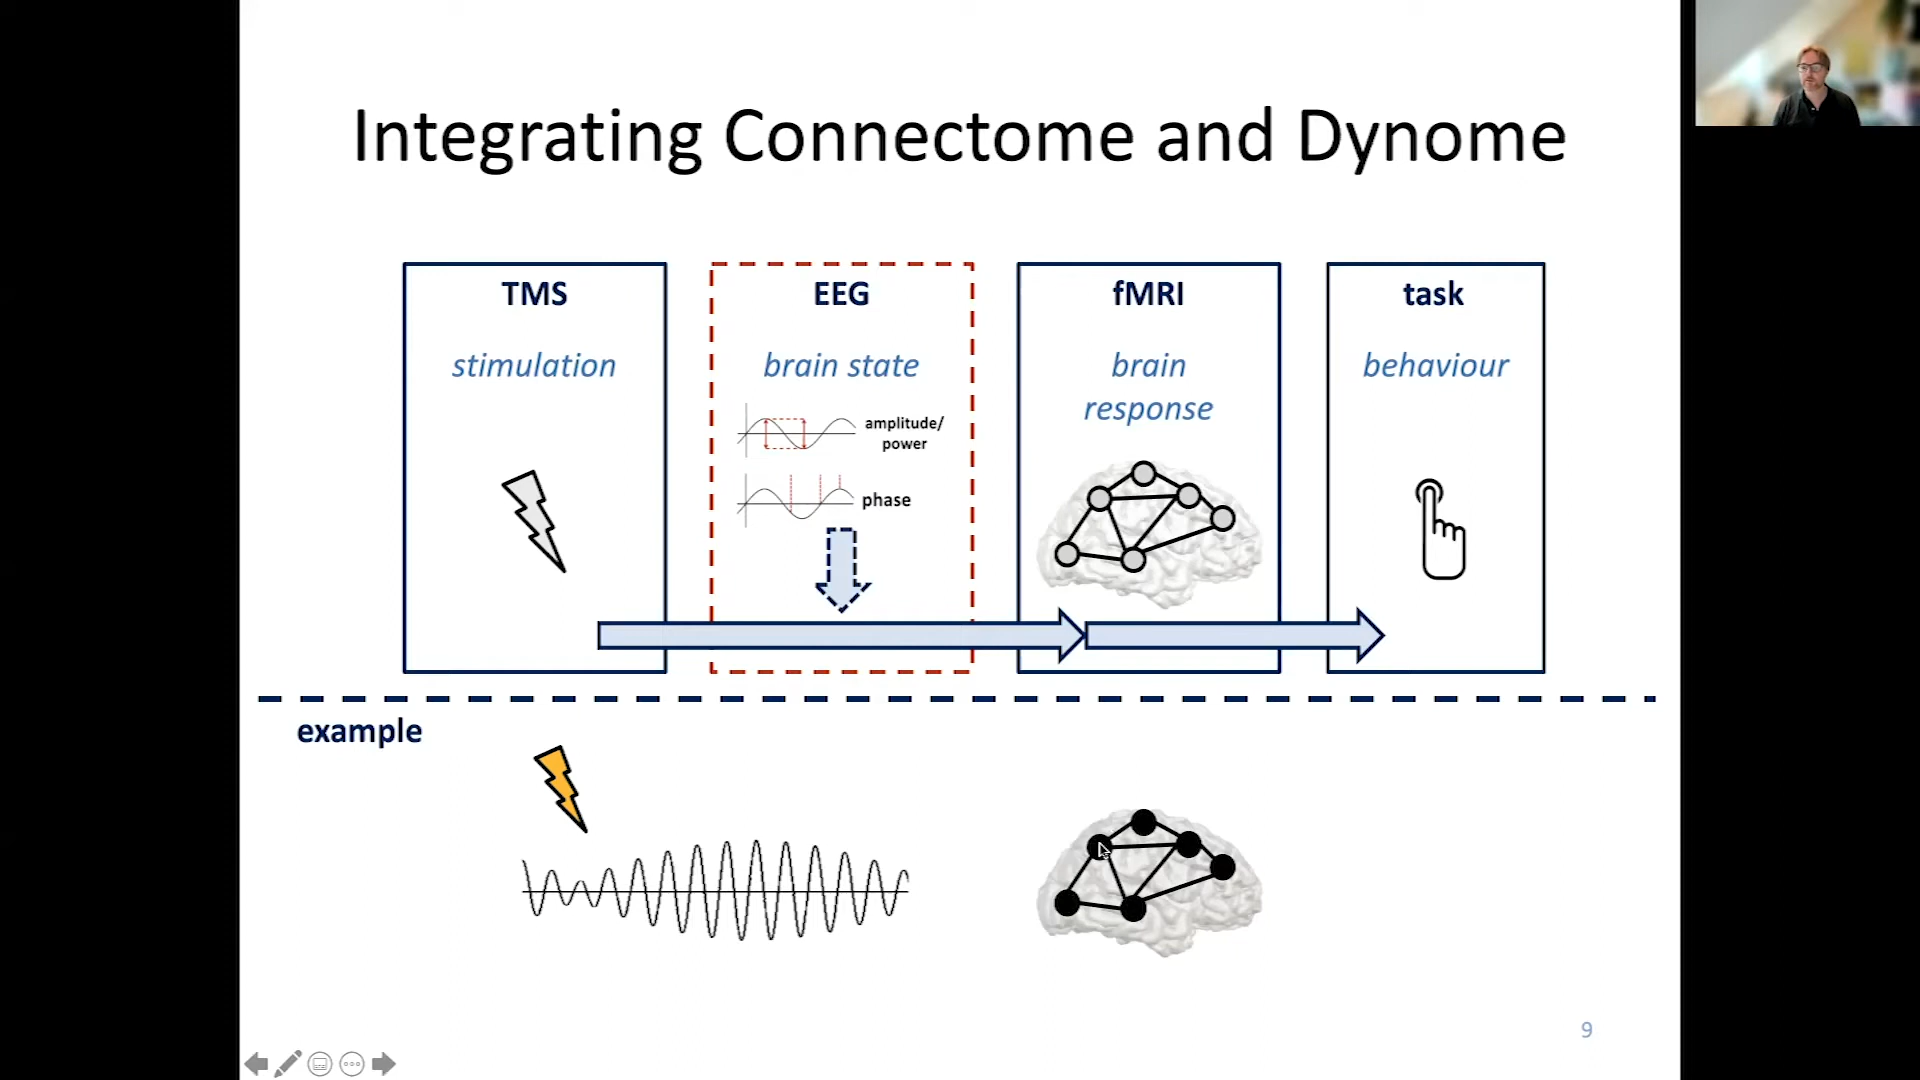 Integrating Connectome and Dynome
TMS
stimulation
EEG
brain state
amplitude/
power
phase
fMRI
brain
response
task
behaviour
example
9